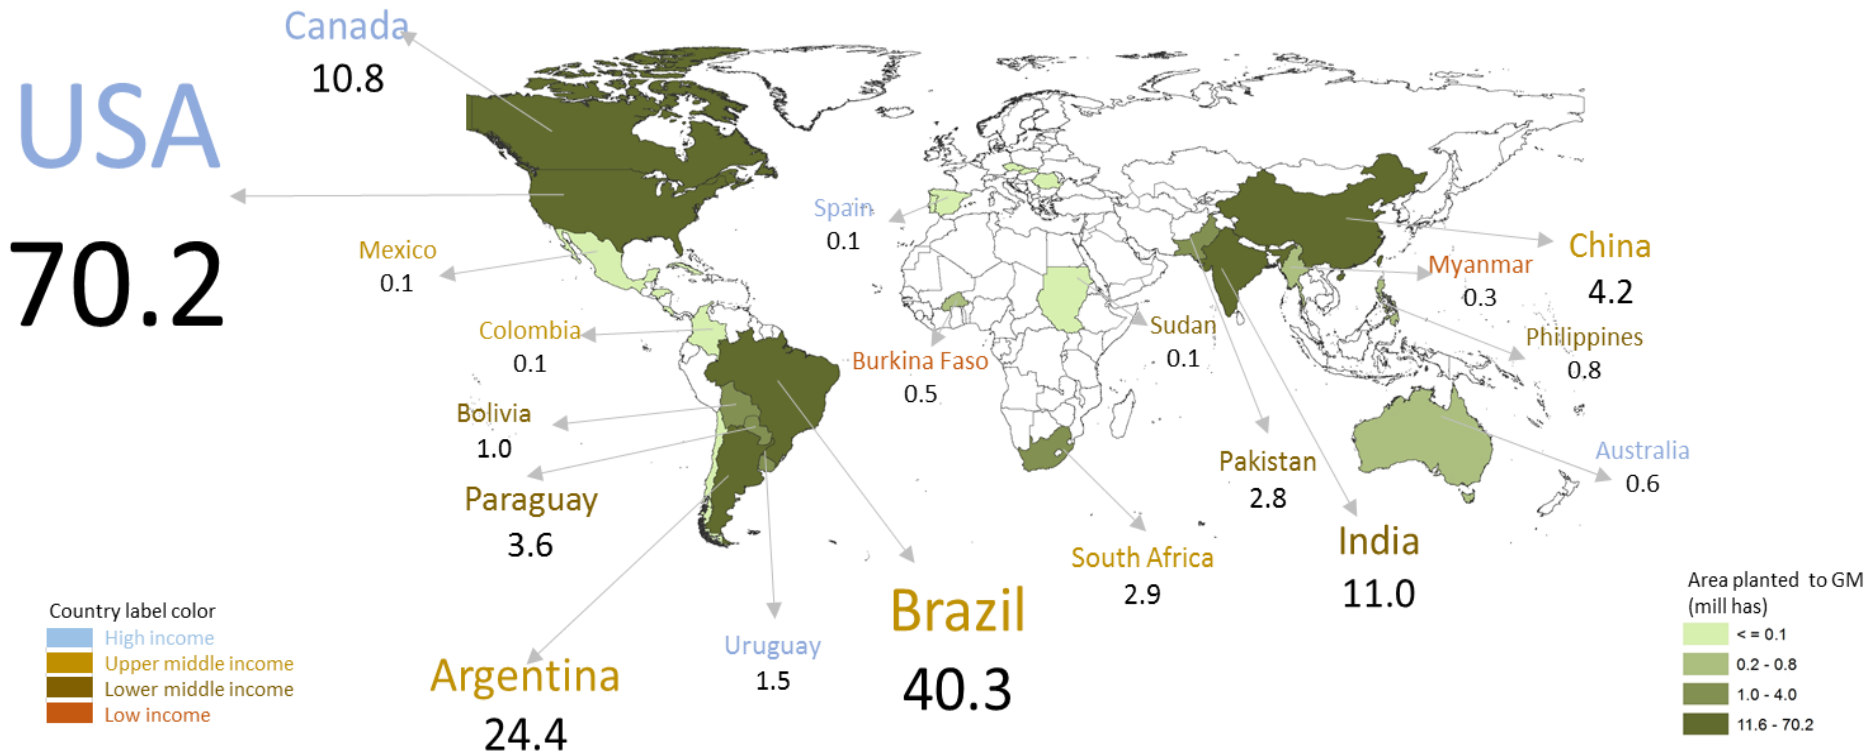 Canada
10.8
USA
70.2
Mexico
0.1
Colombia
0.1
Bolivia
1.0
Paraguay
3.6
Argentina
24.4
Uruguay
1.5
Brazil
40.3
Spain
0.1
Burkina Faso
0.5
Sudan
0.1
South Africa
2.9
Pakistan
2.8
India
11.0
China
4.2
Myanmar
0.3
Philippines
0.8
Australia
0.6
Country label color
High income
Upper middle income
Lower middle income
Low income
Area planted to GM
(mill has)
< = 0.1
0.2 - 0.8
1.0 - 4.0
11.6 - 70.2